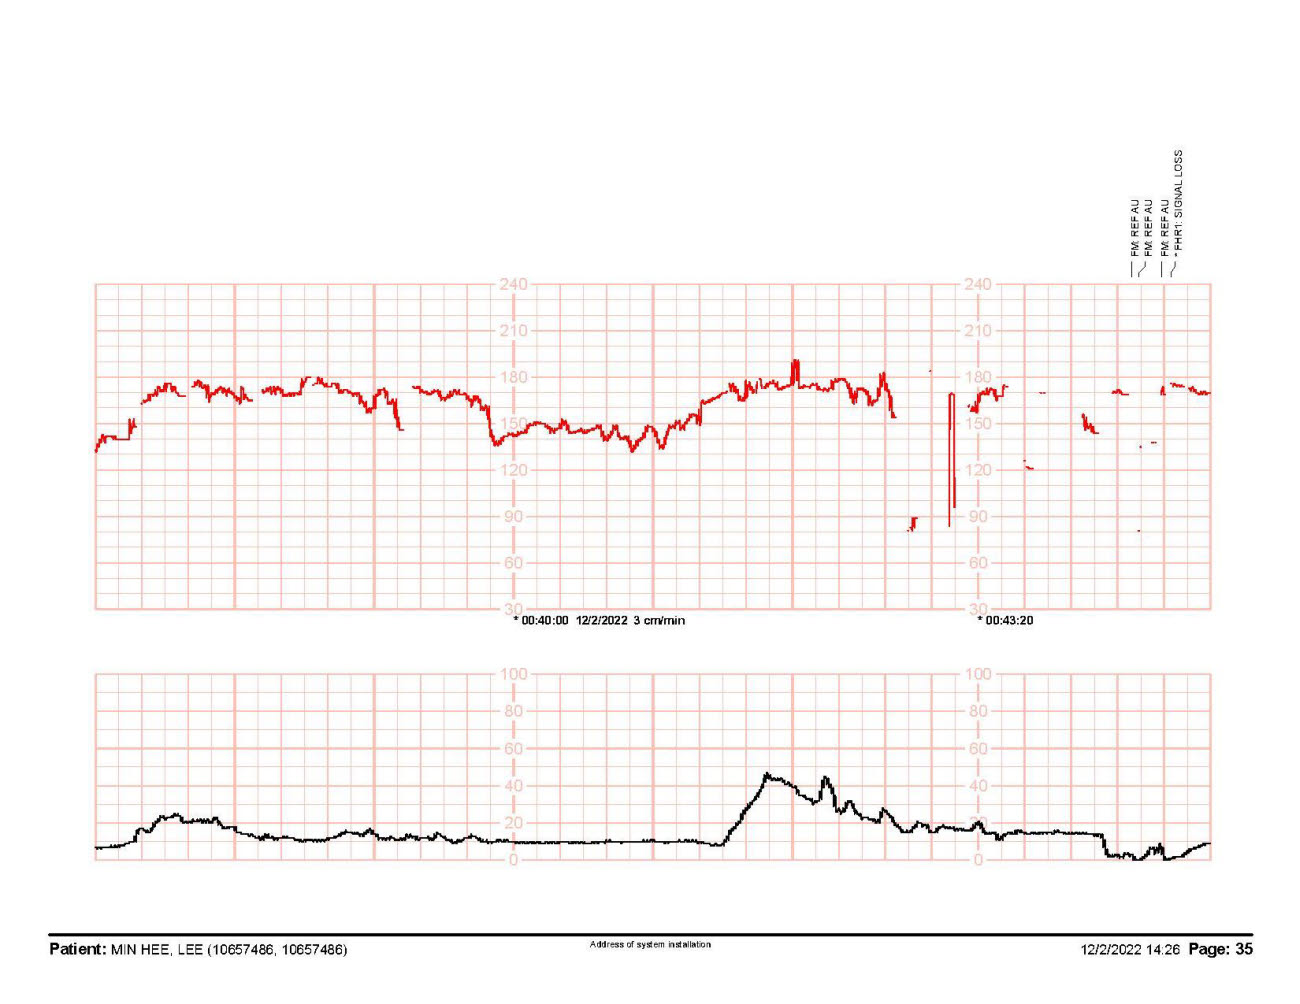 FM: REF AU
FM: REF AU
FM: REF AU
* FHR1: SIGNAL LOSS
240 240
210 210
180 180
150 150
120 120
90 90
60 60
30 30
* 00:40:00 12/2/2022 3 cm/min * 00:43:20
100 100
80 80
60 60
40 40
20 20
0 0
Patient: MIN HEE, LEE (10657486, 10657486) Address of system installation 12/2/2022 14:26 Page: 35